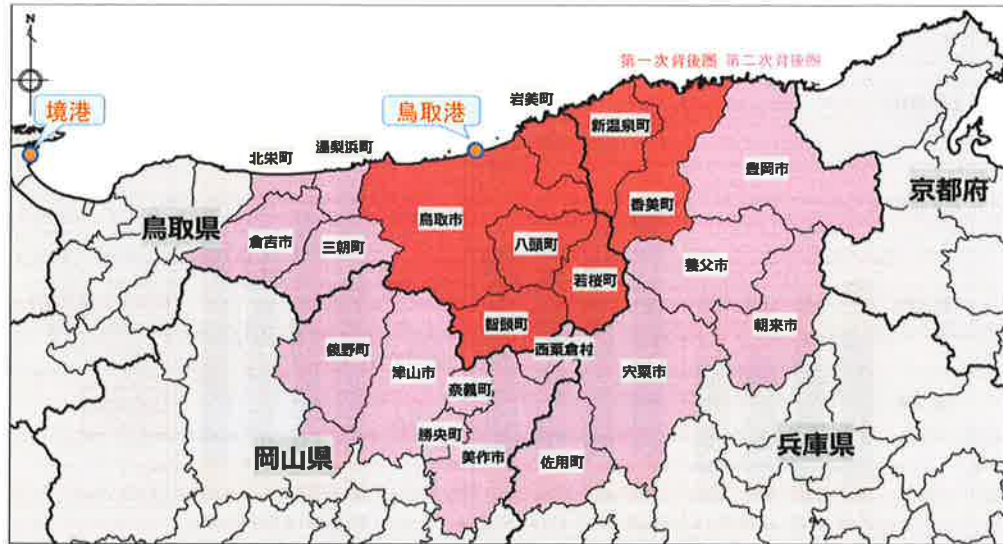 N
第一次背後圏 第二次背後圏
境港
鳥取港
岩美町
新温泉町
湯梨浜町
北栄町
豊岡市
京都府
鳥取県
鳥取市
香美町
倉吉市
三朝町
八頭町
養父市
若桜町
智頭町
朝来市
鏡野町
津山市
西粟倉村
宍粟市
奈義町
勝央町
岡山県
美作市
佐用町
兵庫県